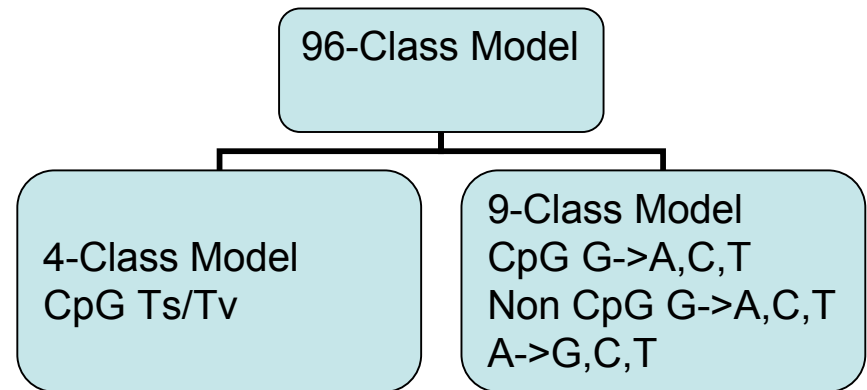 96-Class Model
4-Class Model
CpG Ts/Tv
9-Class Model
CpG G->A,C,T
Non CpG G->A,C,T
A->G,C,T